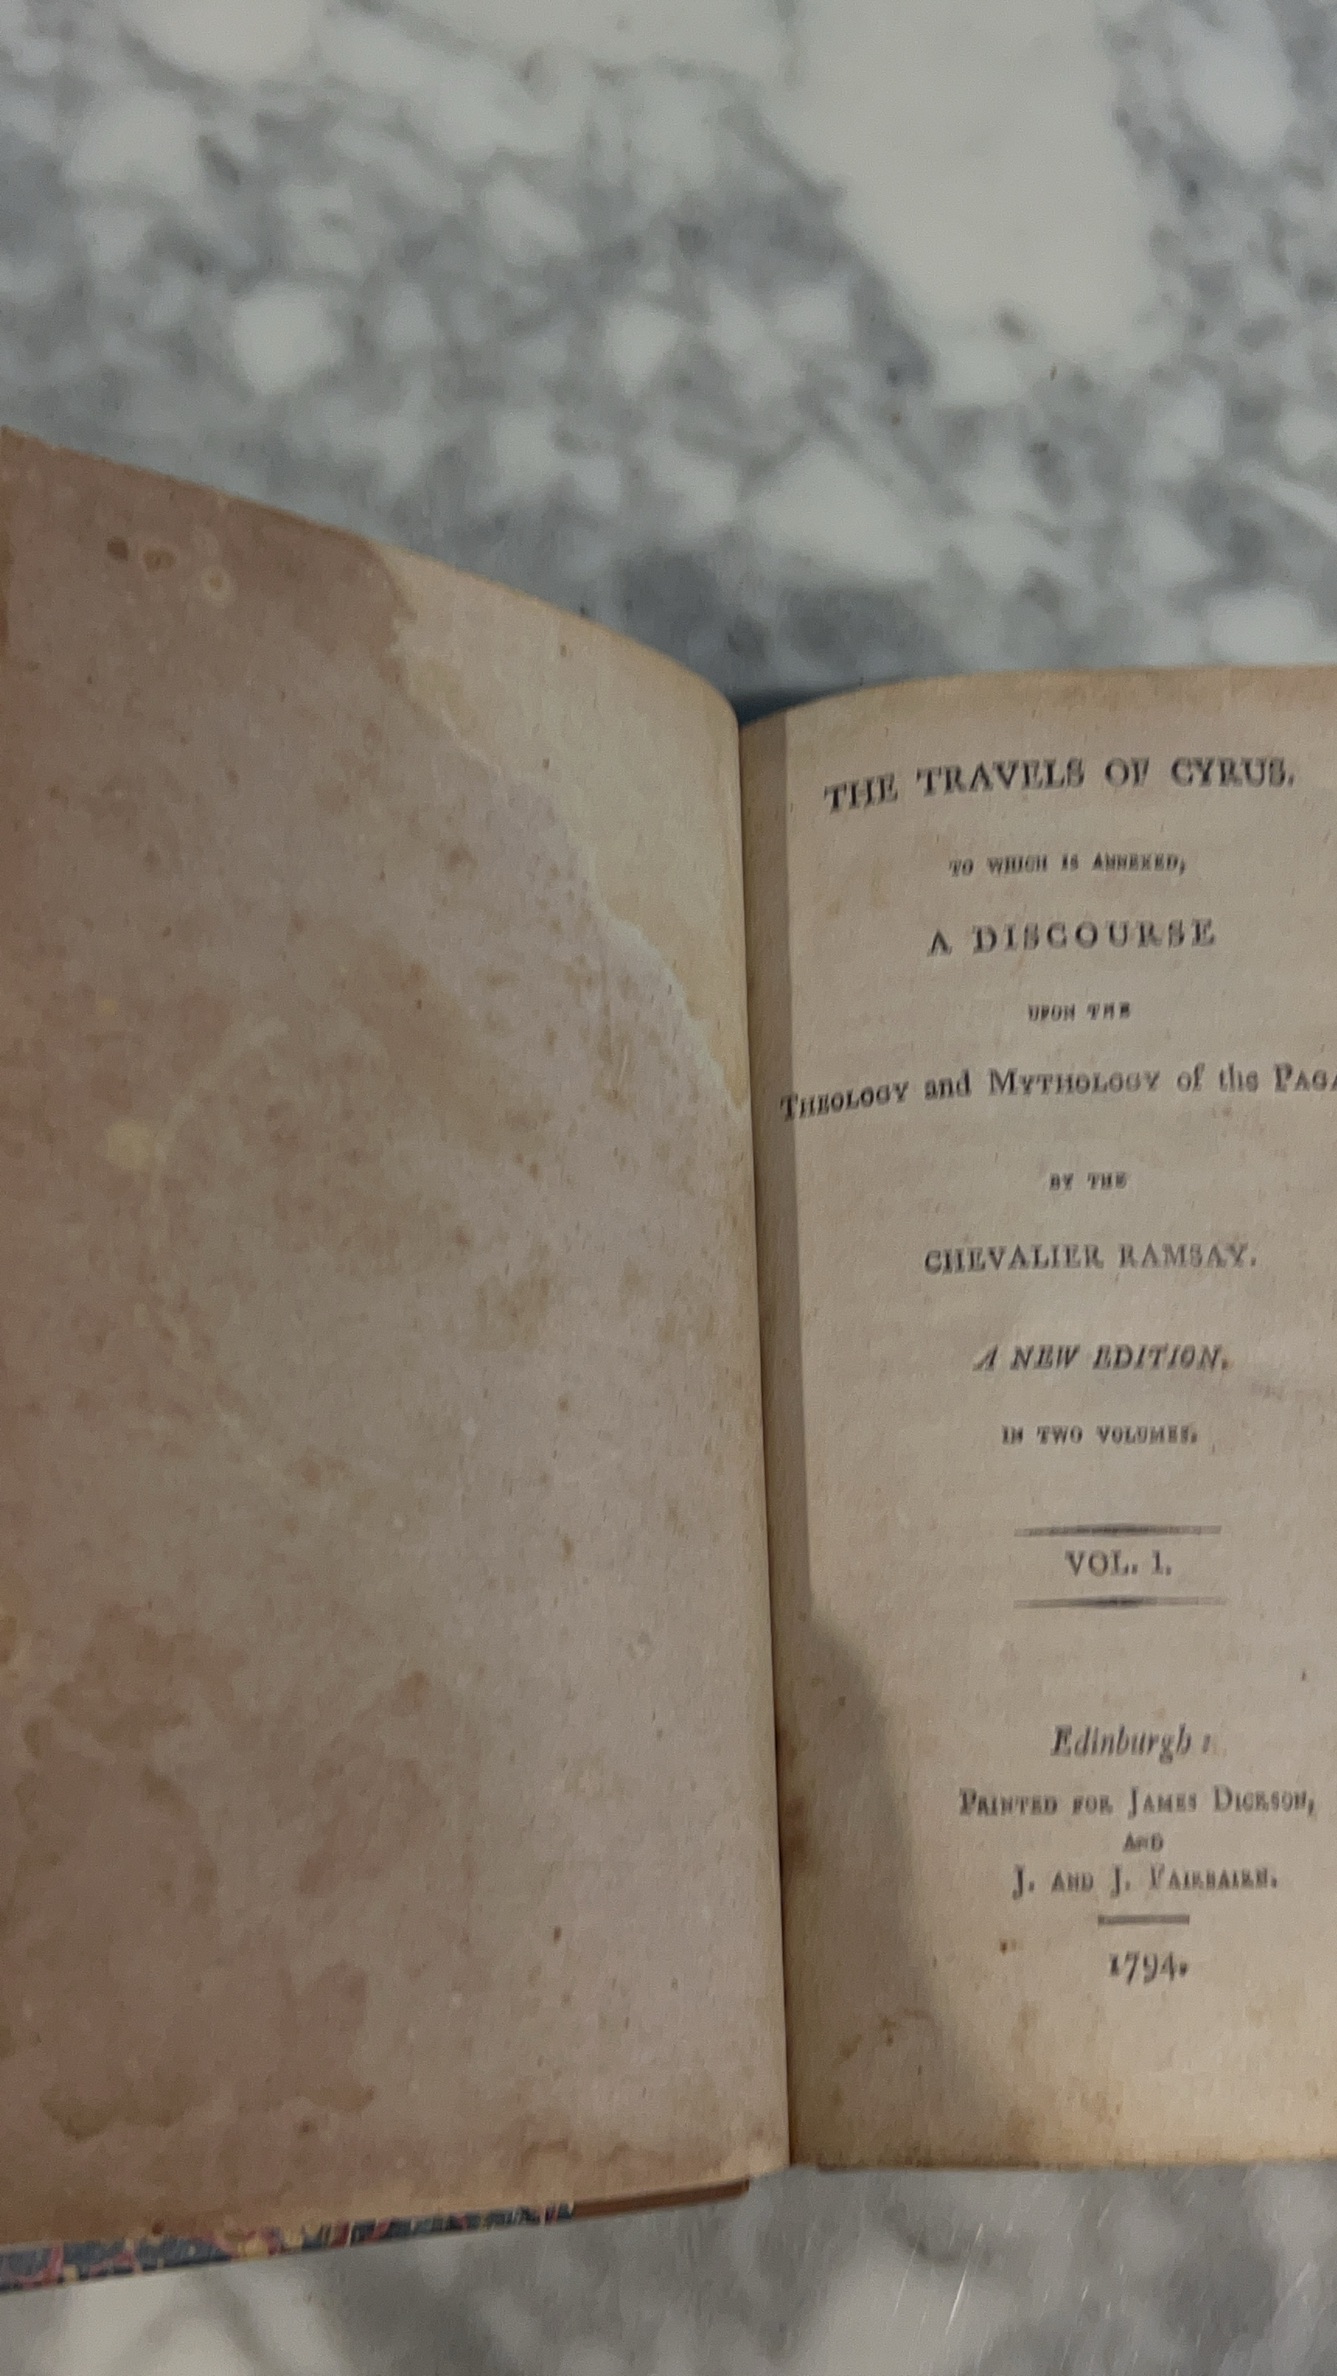 THE TRAVELS OF CYRUS.
TO WHICH IS ANNEXED,
A DISCOURSE
UPON THE
THEOLOGY and MYTHOLOGY of the PAGA
BY THE
CHEVALIER RAMSAY.
A NEW EDITION.
IN TWO VOLUMES.
VOL. I.
Edinburgh:
PRINTED FOR JAMES DICKSON,
AND
J. AND J. FAIRBAIRN.
1794.